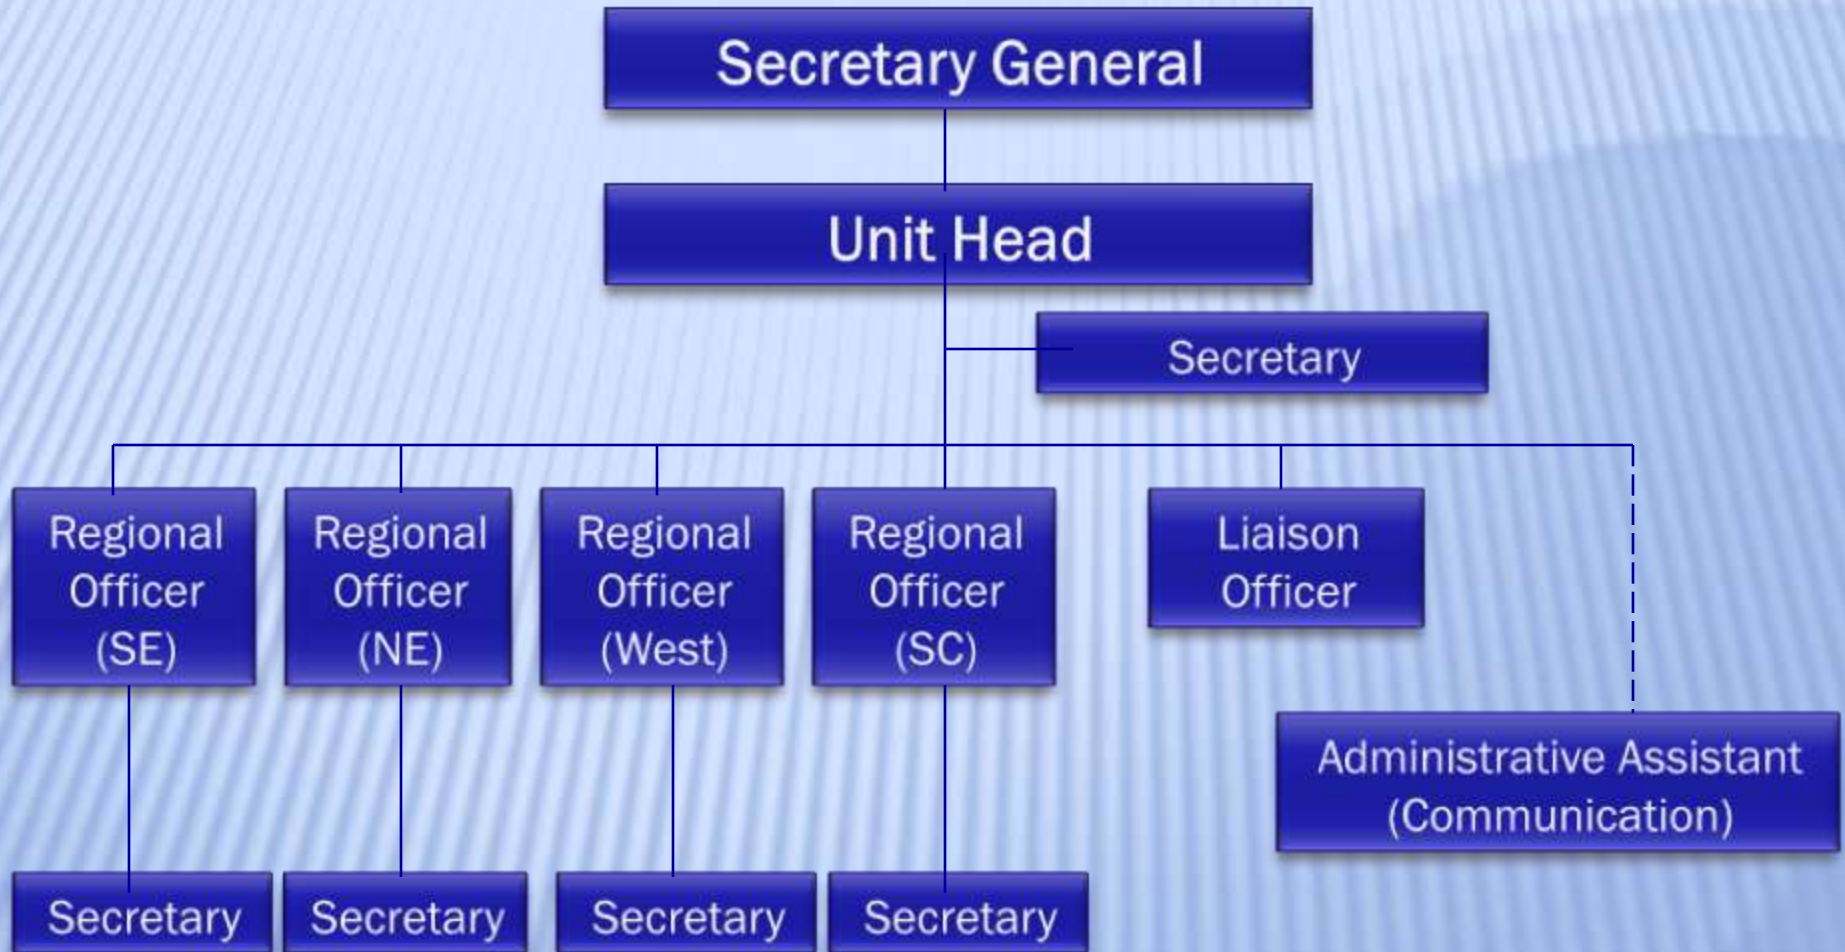 Secretary General
Unit Head
Secretary
Regional
Officer
(SE)
Regional
Officer
(NE)
Regional
Officer
(West)
Regional
Officer
(SC)
Liaison
Officer
Administrative Assistant
(Communication)
Secretary
Secretary
Secretary
Secretary